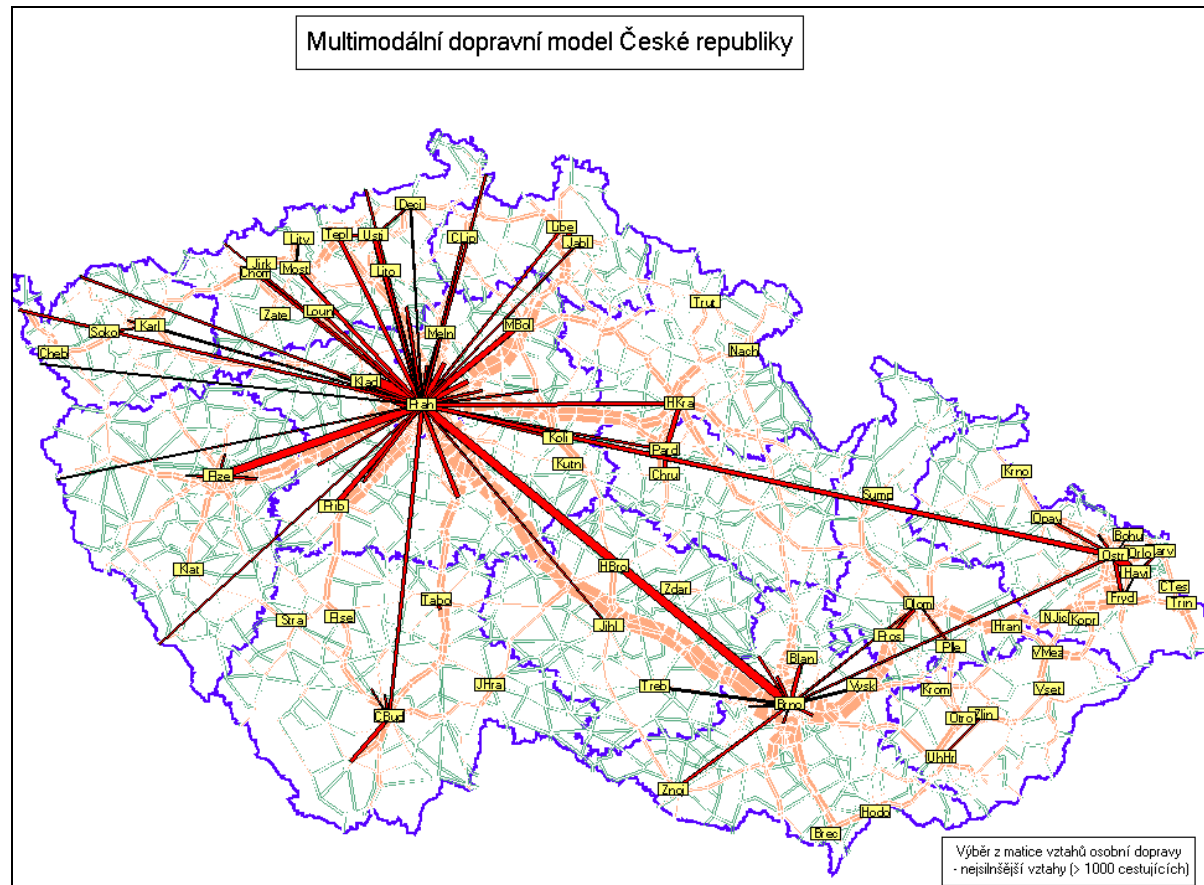 Multimodální dopravní model České republiky
Deci
Litv
Tepl
Usti
CLip
Libe
Jabl
Jirk
Chom
Most
Lito
Zate
Loun
Meln
MBol
Trut
Nach
Soko
Karl
Cheb
Klad
Prah
HKra
Koli
Pard
Kutn
Chru
Plze
Prib
Sump
Krno
Opav
Bohu
Ostr
Orlo
Havi
Fryd
CTes
Trin
Klat
HBro
Zdar
Olom
Tabo
Stra
Pise
Jihl
Pros
Hran
NJic
Kopr
Blan
VMez
JHra
Treb
Vysk
Krom
Vset
CBud
Brno
Otro
Zlin
UhHr
Znoj
Hodo
Brec
Výběr z matice vztahů osobní dopravy
- nejsilnější vztahy (> 1000 cestujících)